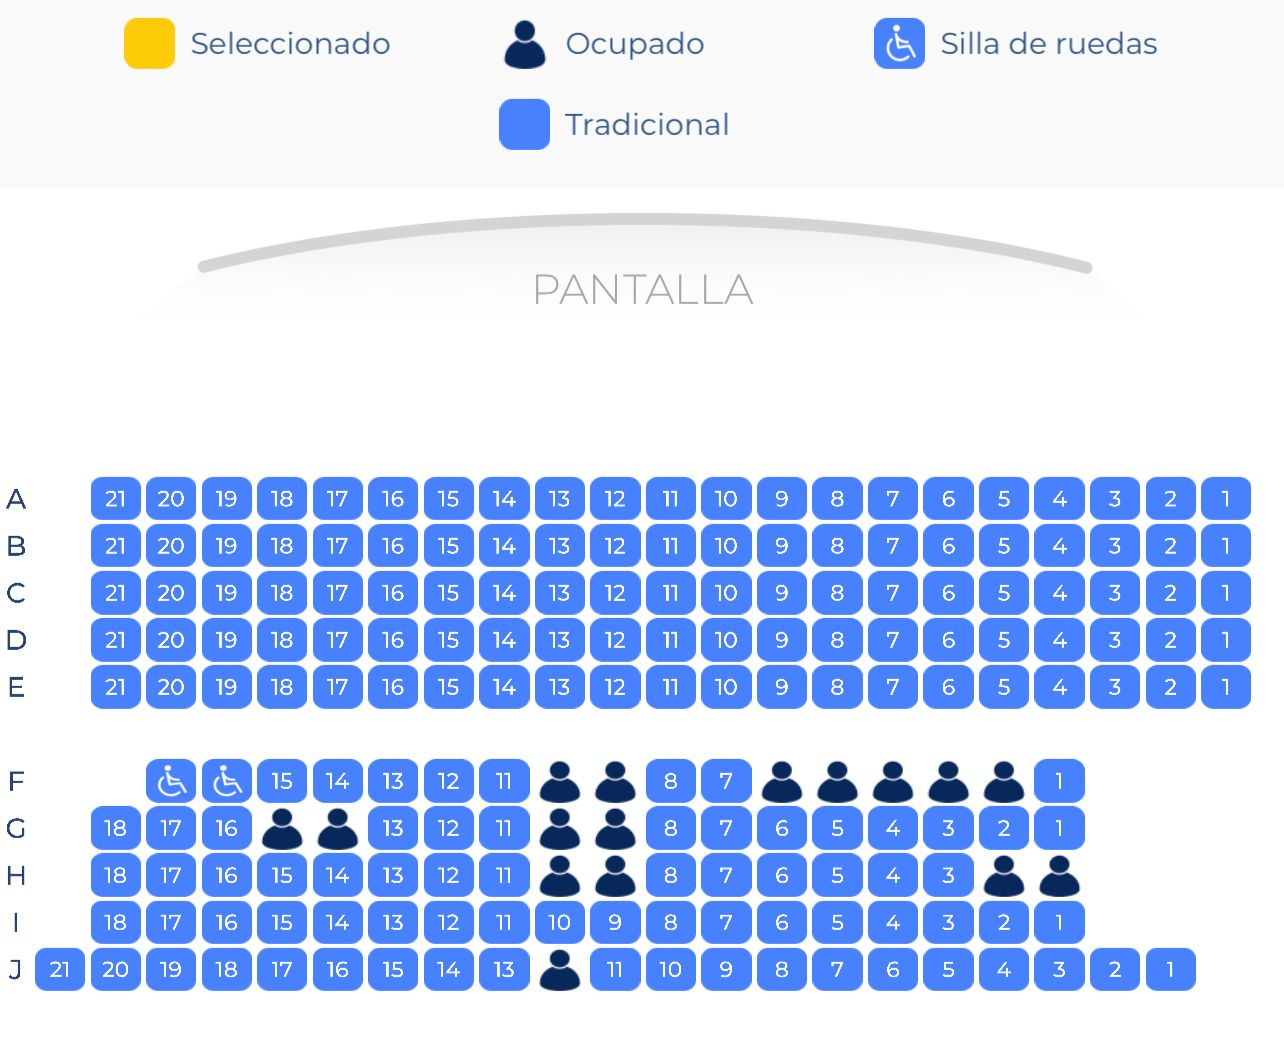 Seleccionado Ocupado Silla de ruedas
Tradicional
PANTALLA
A 21 20 19 18 17 16 15 14 13 12 11 10 9 8 7 6 5 4 3 2 1
B 21 20 19 18 17 16 15 14 13 12 11 10 9 8 7 6 5 4 3 2 1
C 21 20 19 18 17 16 15 14 13 12 11 10 9 8 7 6 5 4 3 2 1
D 21 20 19 18 17 16 15 14 13 12 11 10 9 8 7 6 5 4 3 2 1
E 21 20 19 18 17 16 15 14 13 12 11 10 9 8 7 6 5 4 3 2 1
F 15 14 13 12 11 8 7 1
G 18 17 16 13 12 11 8 7 6 5 4 3 2 1
H 18 17 16 15 14 13 12 11 8 7 6 5 4 3
I 18 17 16 15 14 13 12 11 10 9 8 7 6 5 4 3 2 1
J 21 20 19 18 17 16 15 14 13 11 10 9 8 7 6 5 4 3 2 1